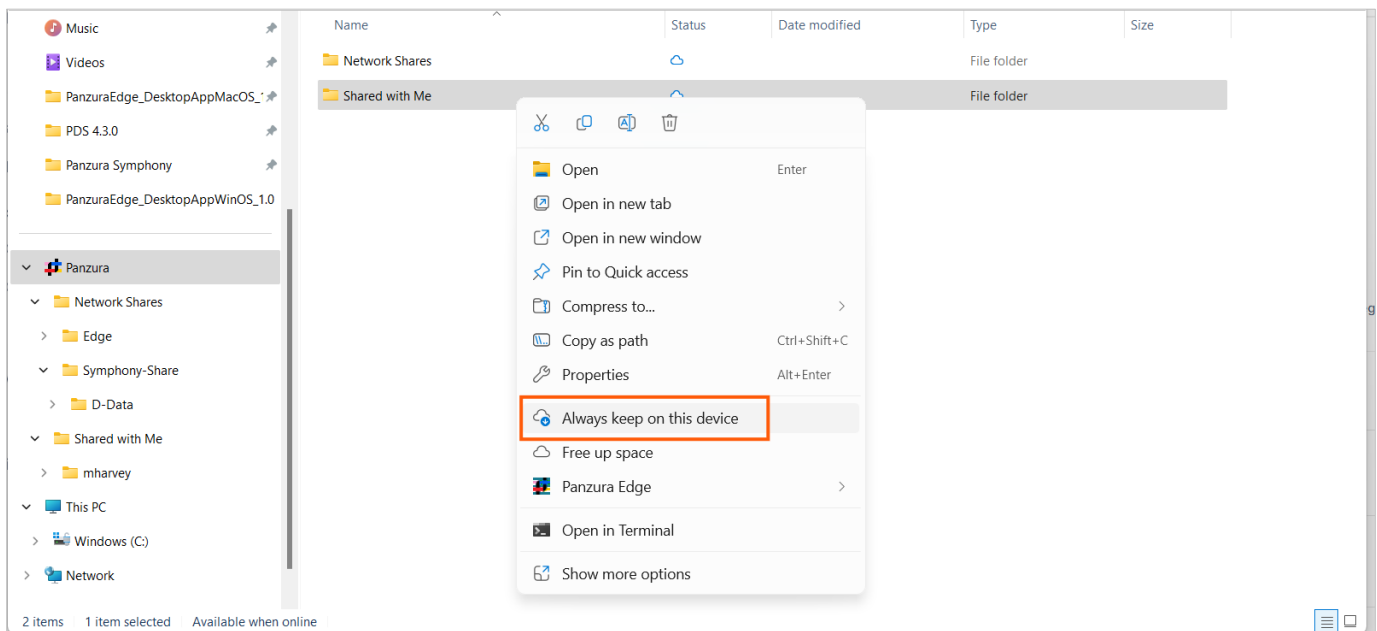 Music
Videos
PanzuraEdge_DesktopAppMacOS_
PDS 4.3.0
Panzura Symphony
PanzuraEdge_DesktopAppWinOS_1.0
Panzura
Network Shares
Edge
Symphony-Share
D-Data
Shared with Me
mharvey
This PC
Windows (C:)
Network
Name Status Date modified Type Size
Network Shares File folder
Shared with Me File folder
Open Enter
Open in new tab
Open in new window
Pin to Quick access
Compress to...
Copy as path Ctrl+Shift+C
Properties Alt+Enter
Always keep on this device
Free up space
Panzura Edge
Open in Terminal
Show more options
2 items 1 item selected Available when online